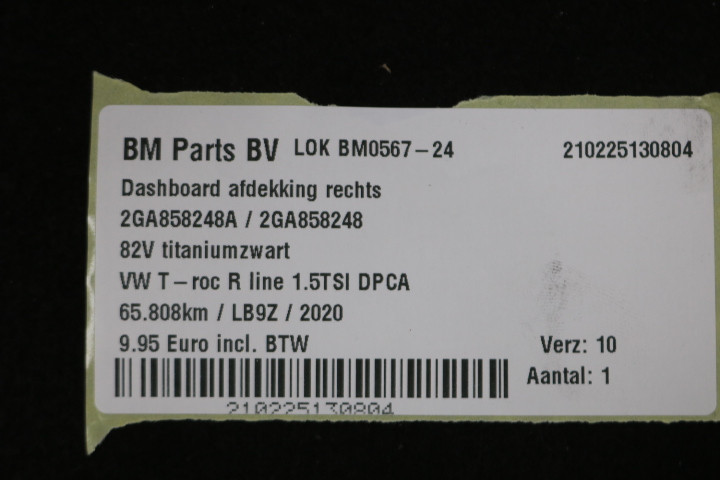 BM Parts BV LOK BM0567-24 210225130804
Dashboard afdekking rechts
2GA858248A / 2GA858248
82V titaniumzwart
VW T-roc R line 1.5TSI DPCA
65.808km / LB9Z / 2020
9.95 Euro incl. BTW Verz: 10
Aantal: 1
210225130804